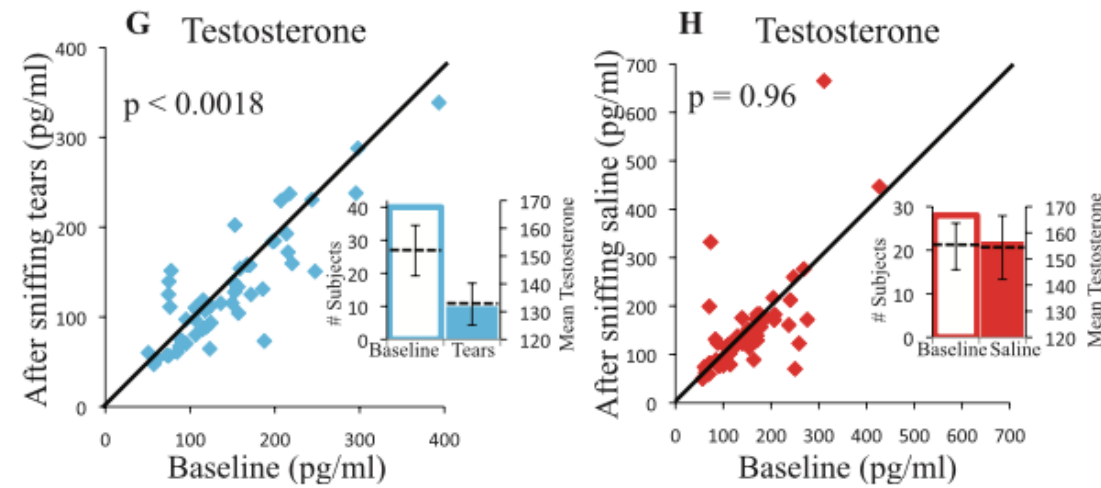 G Testosterone
After sniffing tears (pg/ml)
400
300
200
100
0
p < 0.0018
0 100 200 300 400
Baseline (pg/ml)
# Subjects
40
30
20
10
0
Baseline Tears
170
160
150
140
130
120
Mean Testosterone
H Testosterone
After sniffing saline (pg/ml)
700
600
500
400
300
200
100
0
p = 0.96
0 100 200 300 400 500 600 700
Baseline (pg/ml)
# Subjects
30
20
10
0
Baseline Saline
170
160
150
140
130
120
Mean Testosterone